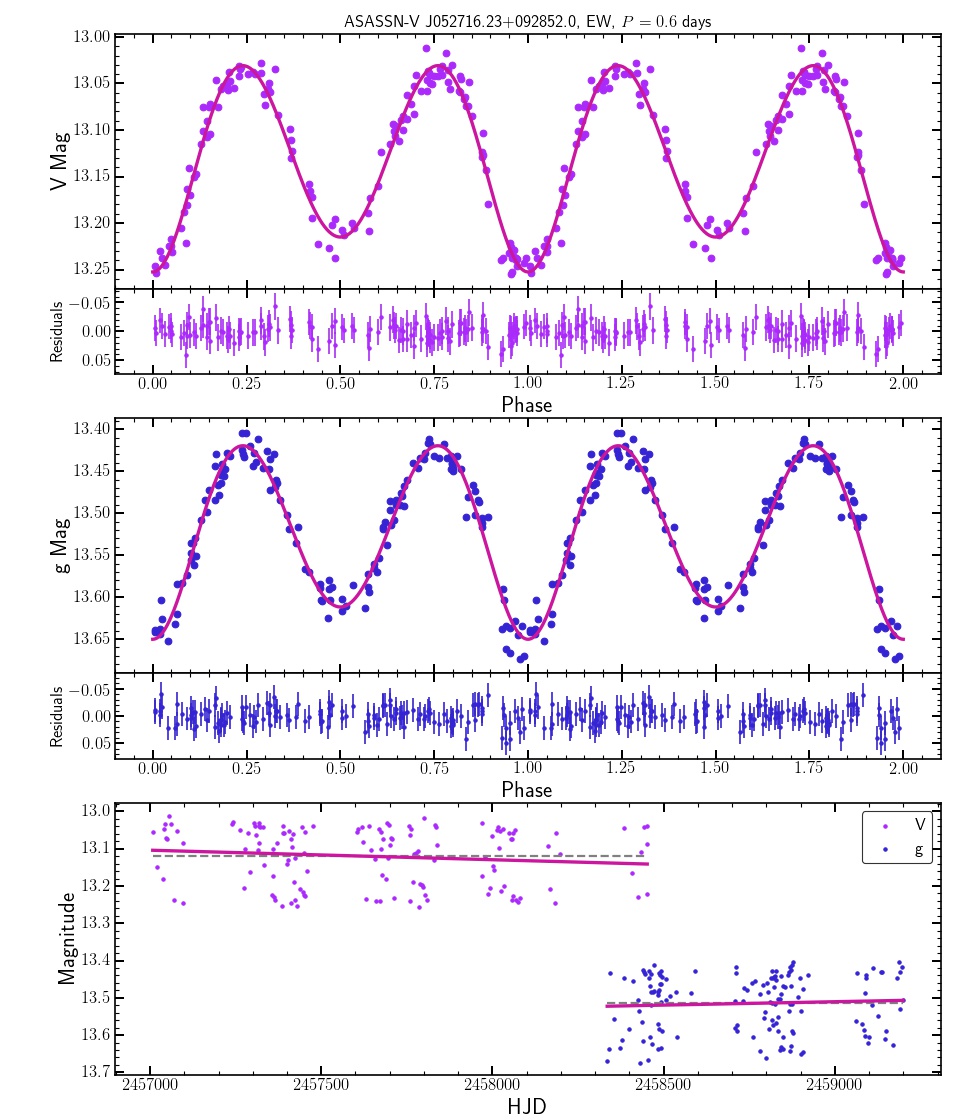 ASASSN-V J052716.23+092852.0, EW, P = 0.6 days
13.00
13.05
13.10
13.15
13.20
13.25
V Mag
−0.05
0.00
0.05
Residuals
0.00 0.25 0.50 0.75 1.00 1.25 1.50 1.75 2.00
Phase
13.40
13.45
13.50
13.55
13.60
13.65
g Mag
−0.05
0.00
0.05
Residuals
0.00 0.25 0.50 0.75 1.00 1.25 1.50 1.75 2.00
Phase
13.0
13.1
13.2
13.3
13.4
13.5
13.6
13.7
Magnitude
V
g
2457000 2457500 2458000 2458500 2459000
HJD